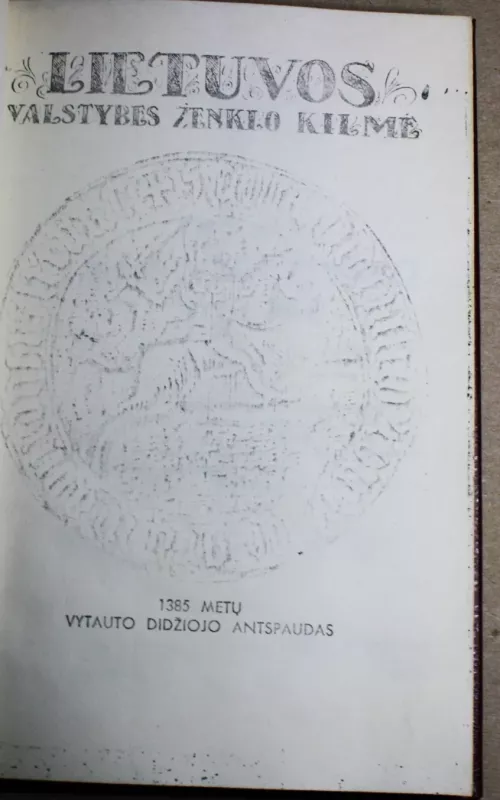 LIETUVOS
VALSTYBĖS ŽENKLO KILMĖ
1385 METŲ
VYTAUTO DIDŽIOJO ANTSPAUDAS